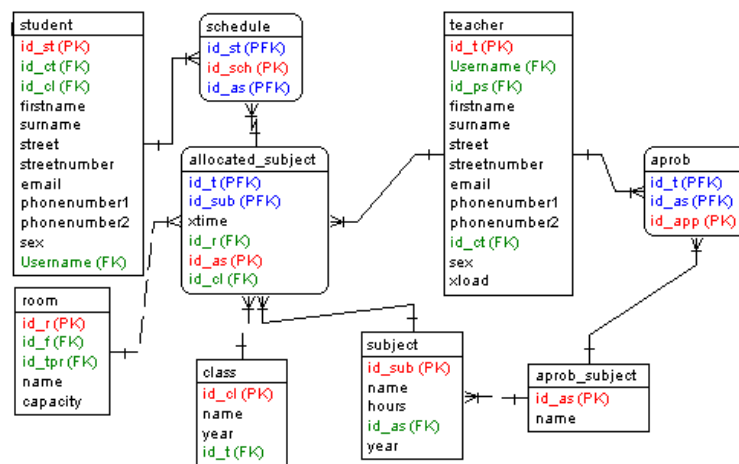 student
id_st (PK)
id_ct (FK)
id_cl (FK)
firstname
surname
street
streetnumber
email
phonenumber1
phonenumber2
sex
Username (FK)
schedule
id_st (PFK)
id_sch (PK)
id_as (PFK)
teacher
id_t (PK)
Username (FK)
id_ps (FK)
firstname
surname
street
streetnumber
email
phonenumber1
phonenumber2
id_ct (FK)
sex
xload
allocated_subject
id_t (PFK)
id_sub (PFK)
xtime
id_r (FK)
id_as (PK)
id_cl (FK)
aprob
id_t (PFK)
id_as (PFK)
id_app (PK)
room
id_r (PK)
id_f (FK)
id_tpr (FK)
name
capacity
class
id_cl (PK)
name
year
id_t (FK)
subject
id_sub (PK)
name
hours
id_as (FK)
year
aprob_subject
id_as (PK)
name